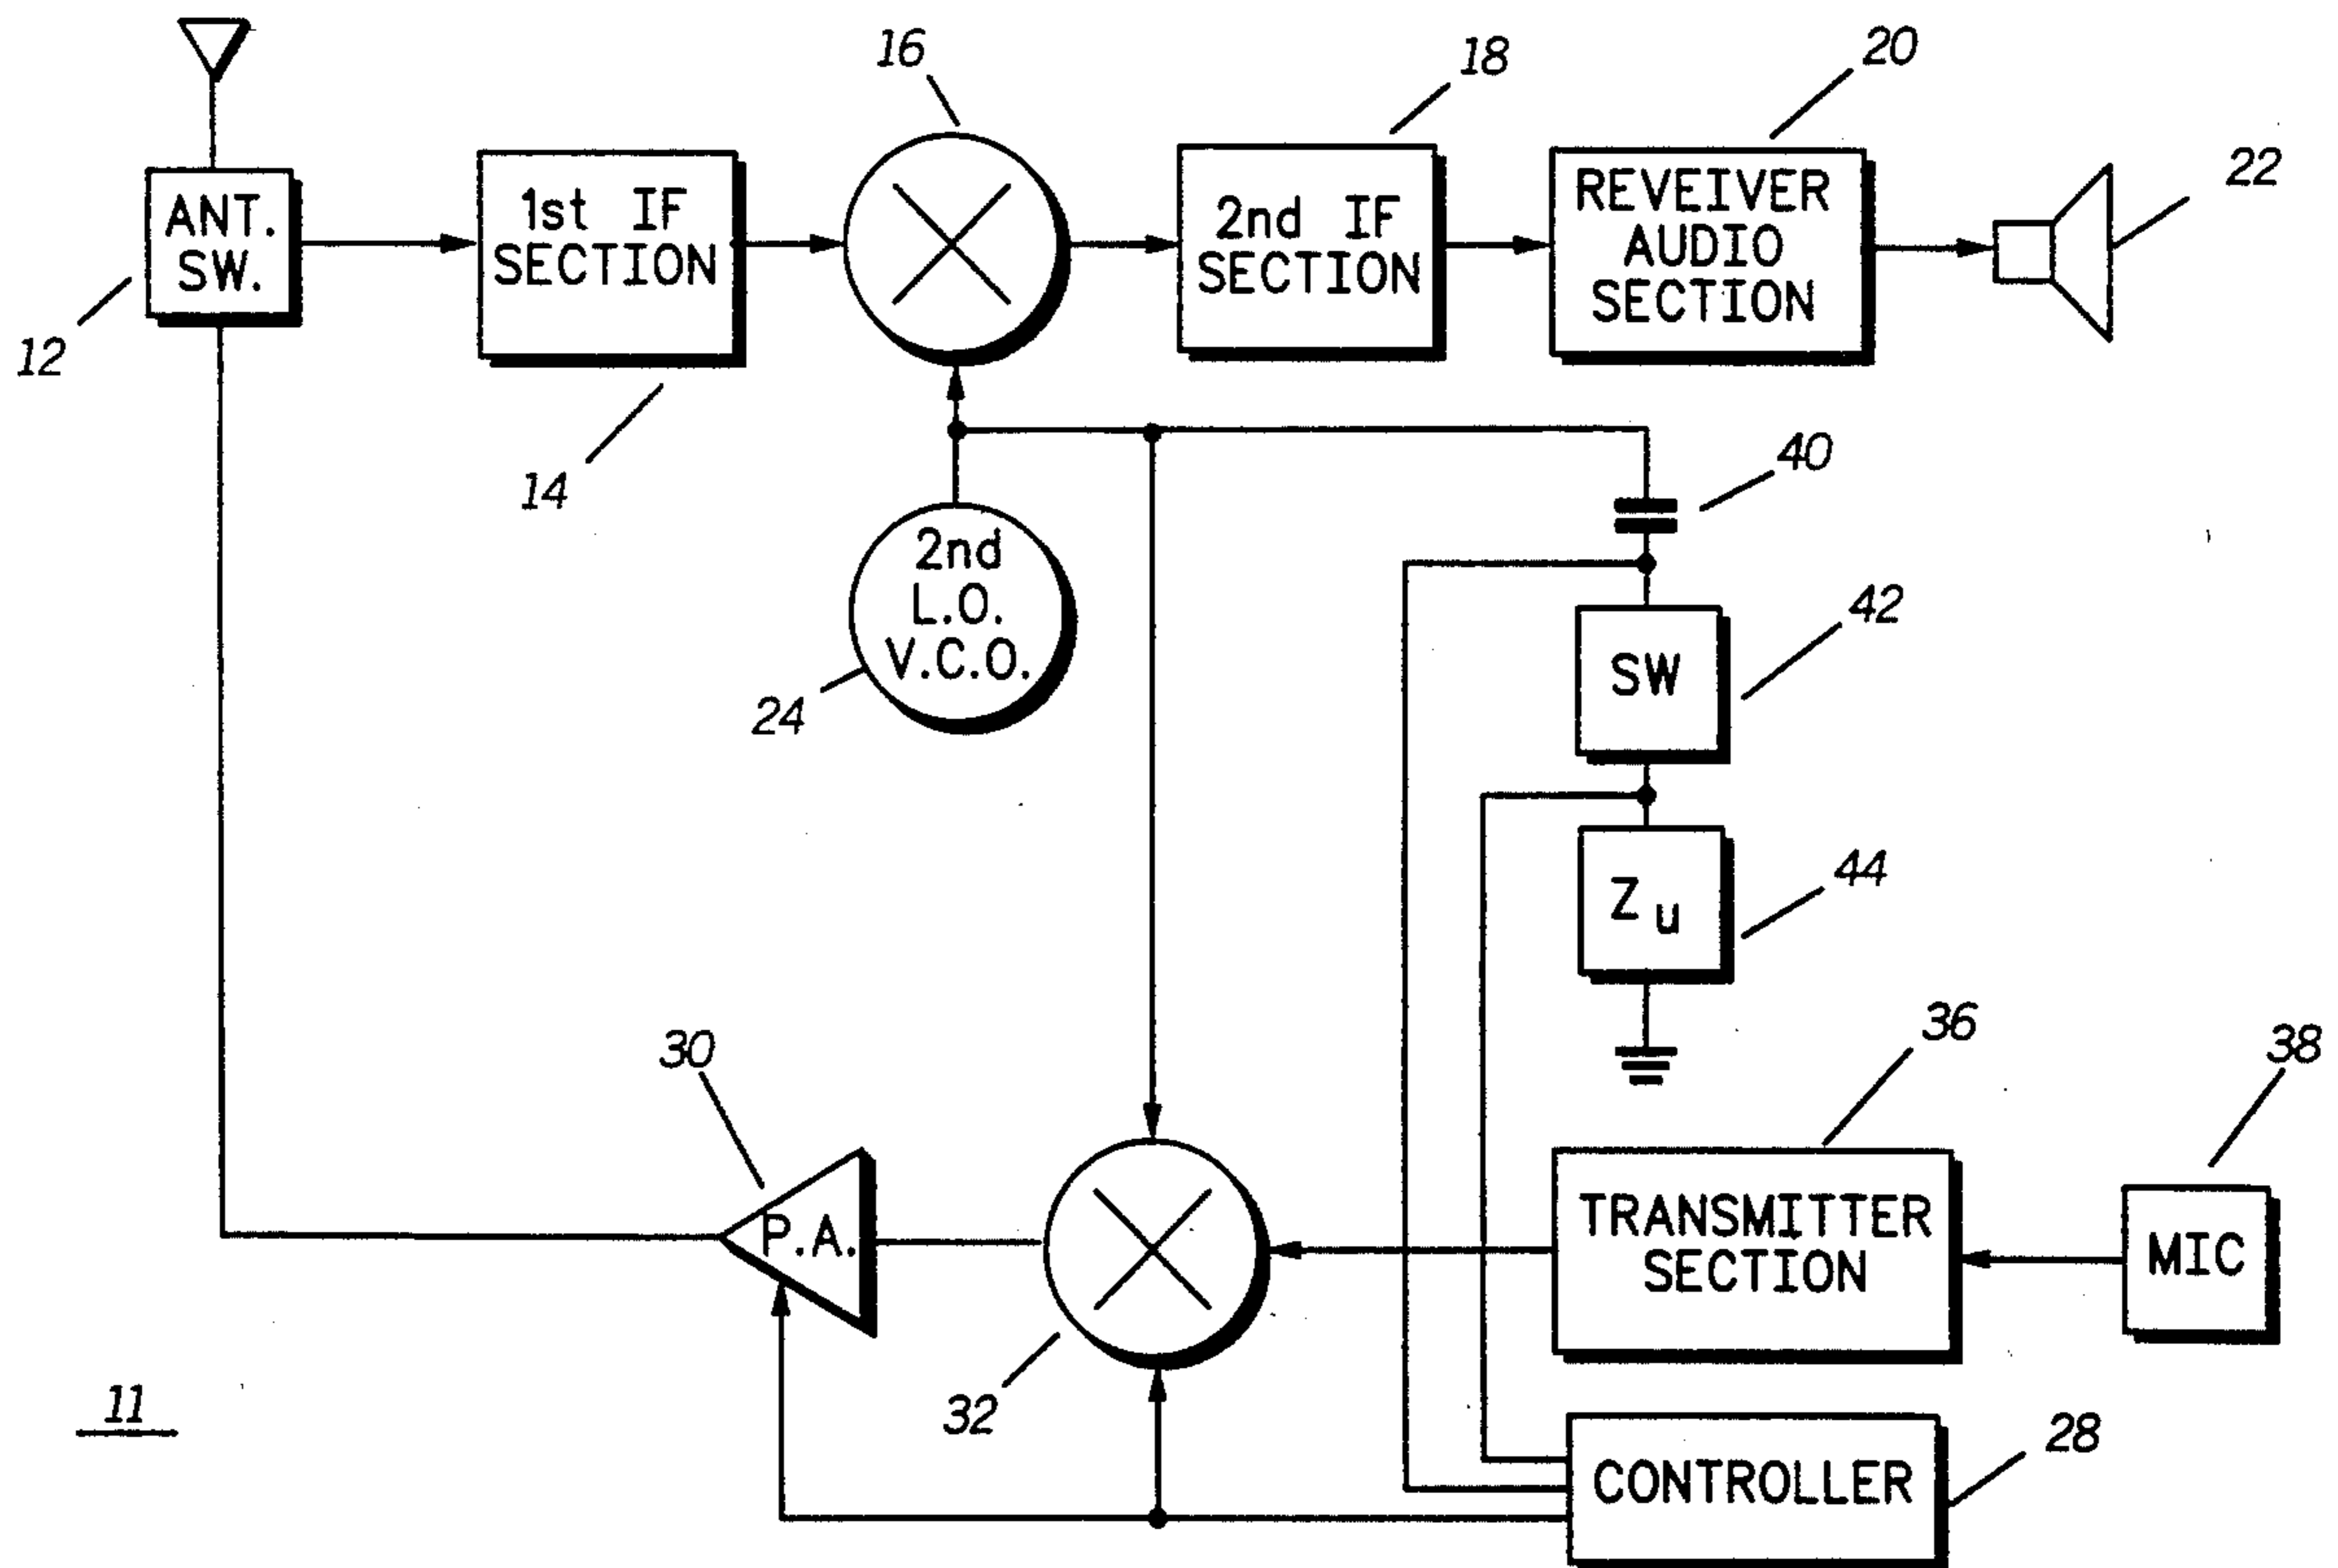 16
18
20
22
ANT.
SW.
1st IF
SECTION
2nd IF
SECTION
REVEIVER
AUDIO
SECTION
12
14
40
2nd
L.O.
V.C.O.
24
42
SW
44
Zu
36
38
30
P.A.
TRANSMITTER
SECTION
MIC
32
11
28
CONTROLLER